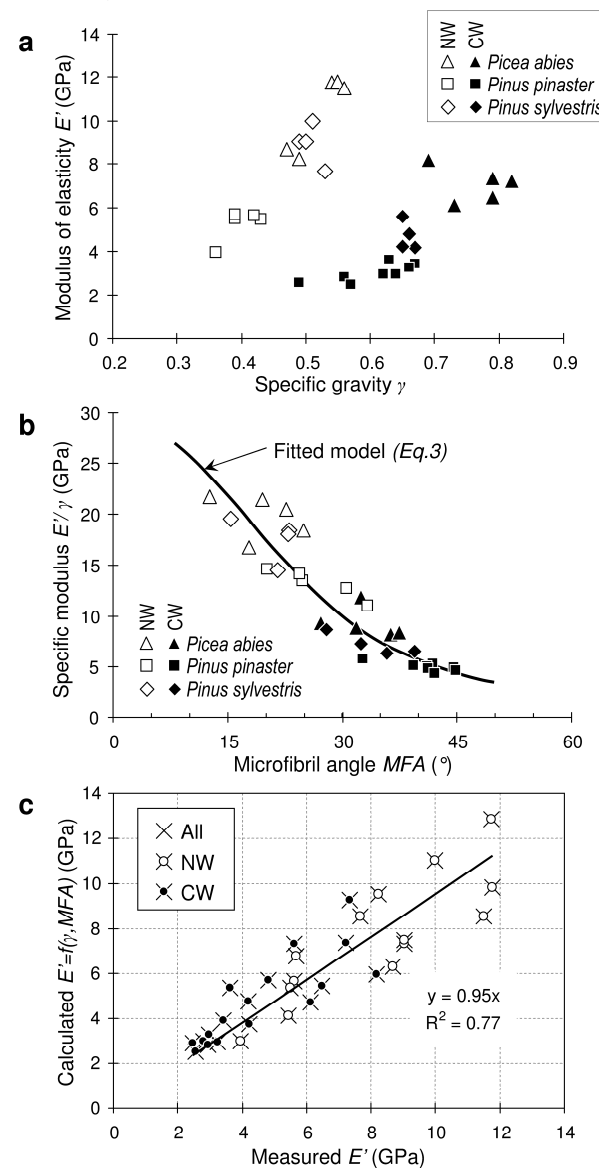 a
Modulus of elasticity E' (GPa)
14
12
10
8
6
4
2
0
0.2 0.3 0.4 0.5 0.6 0.7 0.8 0.9
Specific gravity γ
NW CW
Picea abies
Pinus pinaster
Pinus sylvestris
b
Specific modulus E'/γ (GPa)
30
25
20
15
10
5
0
Fitted model (Eq.3)
NW CW
Picea abies
Pinus pinaster
Pinus sylvestris
0 15 30 45 60
Microfibril angle MFA (°)
c
Calculated E'=f(γ,MFA) (GPa)
14
12
10
8
6
4
2
0
All
NW
CW
y = 0.95x
R² = 0.77
0 2 4 6 8 10 12 14
Measured E' (GPa)